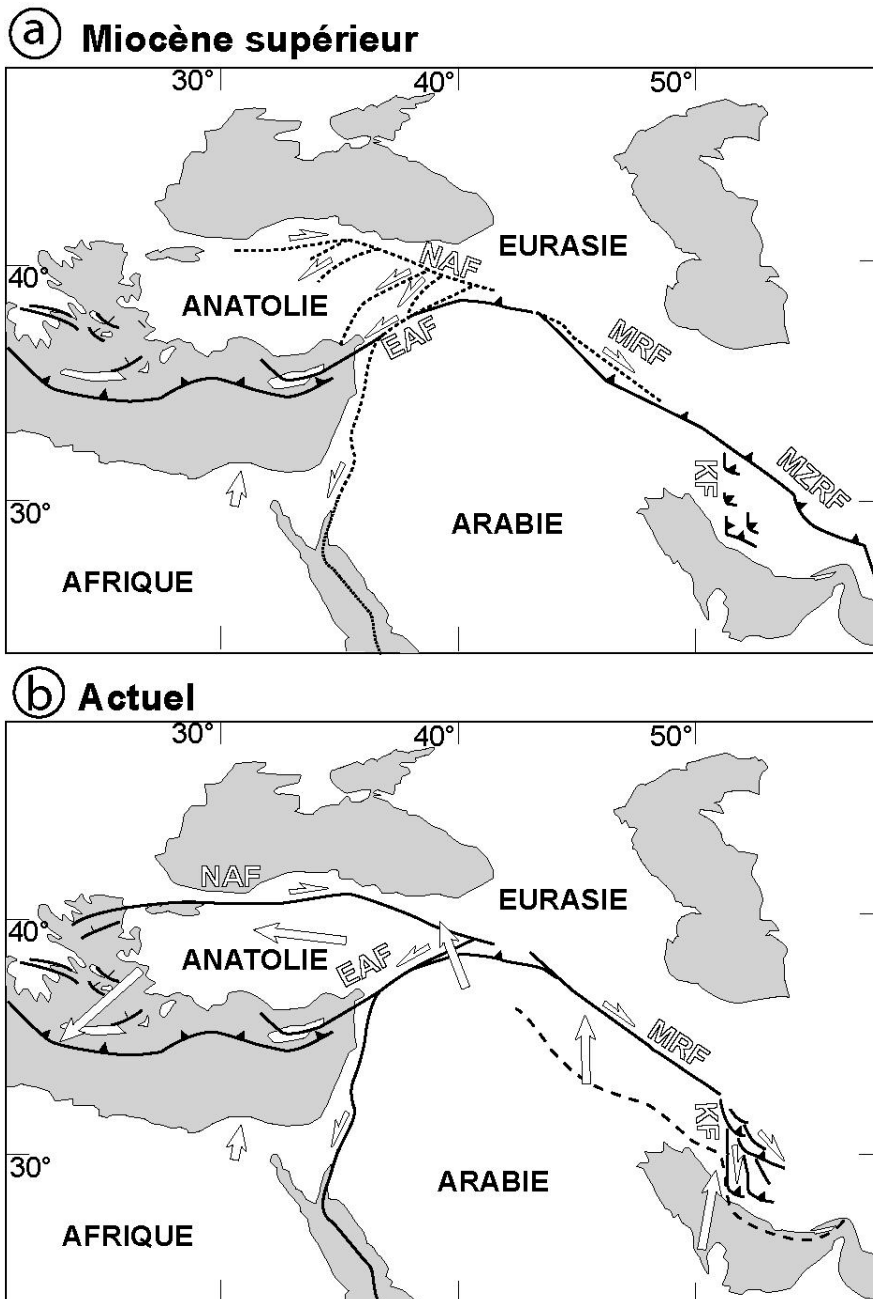 a Miocène supérieur
30° 40° 50°
EURASIE
NAF
40°
ANATOLIE
EAF
MRF
KF
MZRF
30°
ARABIE
AFRIQUE
b Actuel
30° 40° 50°
NAF
EURASIE
40°
ANATOLIE
EAF
MRF
KF
30°
ARABIE
AFRIQUE